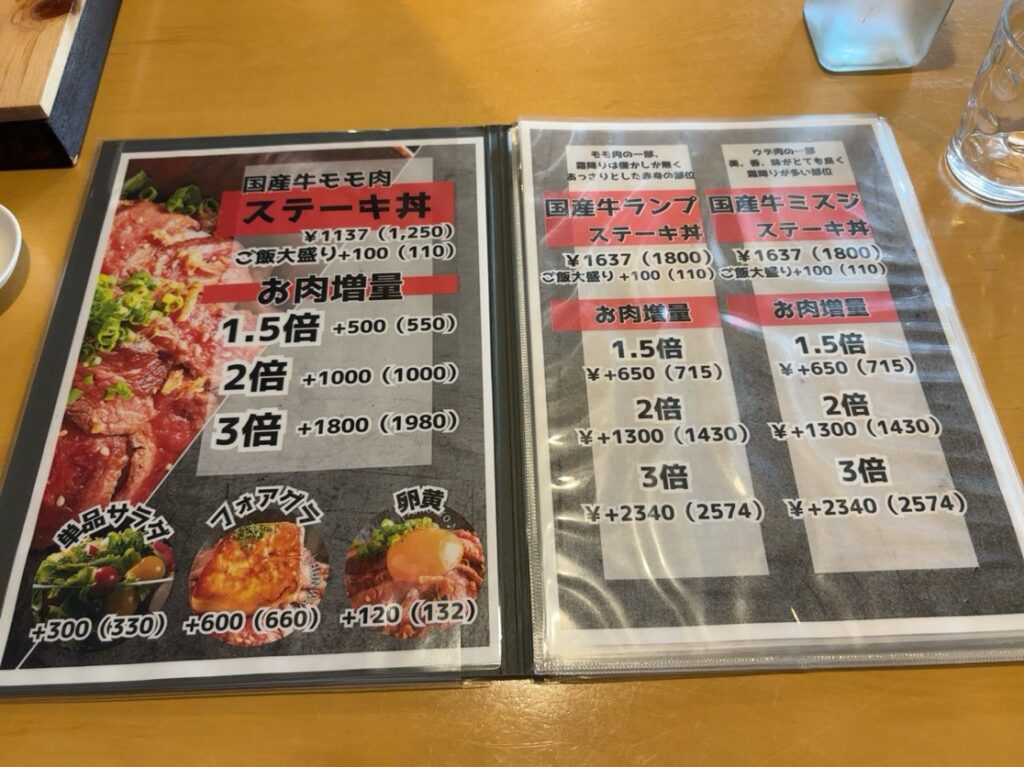 国産牛モモ肉
ステーキ丼
¥1137（1,250）
ご飯大盛り+100（110）
お肉増量
1.5倍 +500（550）
2倍 +1000（1000）
3倍 +1800（1980）
単品サラダ
+300（330）
フォアグラ
+600（660）
卵黄
+120（132）
モモ肉の一部、
霜降りは僅かしか無く
あっさりとした赤身の部位
国産牛ランプ
ステーキ丼
¥1637（1800）
ご飯大盛り+100（110）
お肉増量
1.5倍
¥+650（715）
2倍
¥+1300（1430）
3倍
¥+2340（2574）
ウデ肉の一部
美、香、味がとても良く
霜降りが多い部位
国産牛ミスジ
ステーキ丼
¥1637（1800）
ご飯大盛り+100（110）
お肉増量
1.5倍
¥+650（715）
2倍
¥+1300（1430）
3倍
¥+2340（2574）